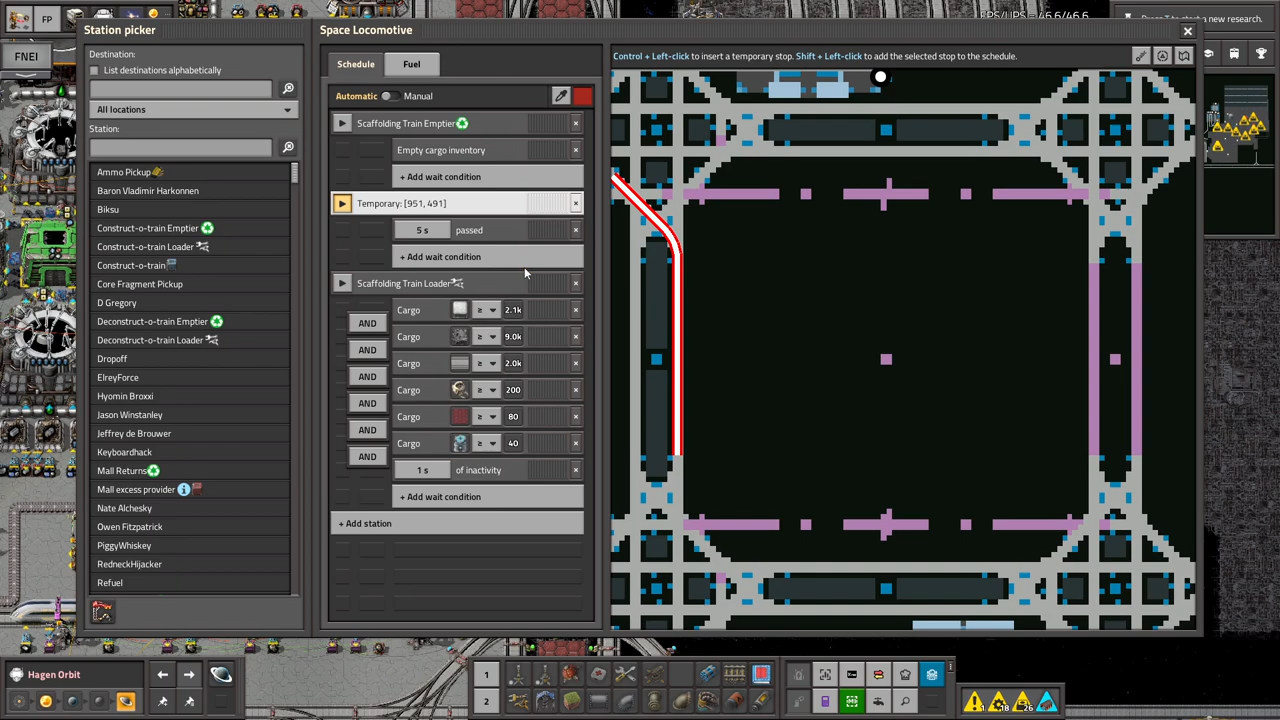 FP
FNEI
Station picker
Destination:
List destinations alphabetically
All locations
Station:
Ammo Pickup
Baron Vladimir Harkonnen
Biksu
Construct-o-train Emptier
Construct-o-train Loader
Construct-o-train
Core Fragment Pickup
D Gregory
Deconstruct-o-train Emptier
Deconstruct-o-train Loader
Dropoff
ElreyForce
Hyomin Broxxi
Jason Winstanley
Jeffrey de Brouwer
Keyboardhack
Mall Returns
Mall excess provider
Nate Alchesky
Owen Fitzpatrick
PiggyWhiskey
RedneckHijacker
Refuel
Space Locomotive
Schedule
Fuel
Automatic
Manual
Scaffolding Train Emptier
Empty cargo inventory
+ Add wait condition
Temporary: [951, 491]
5 s passed
+ Add wait condition
Scaffolding Train Loader
Cargo ≥ 2.1k
AND
Cargo ≥ 9.0k
AND
Cargo ≥ 2.0k
AND
Cargo ≥ 200
AND
Cargo ≥ 80
AND
Cargo ≥ 40
AND
1 s of inactivity
+ Add wait condition
+ Add station
Control + Left-click to insert a temporary stop. Shift + Left-click to add the selected stop to the schedule.
Hagen Orbit
1
2
18
26